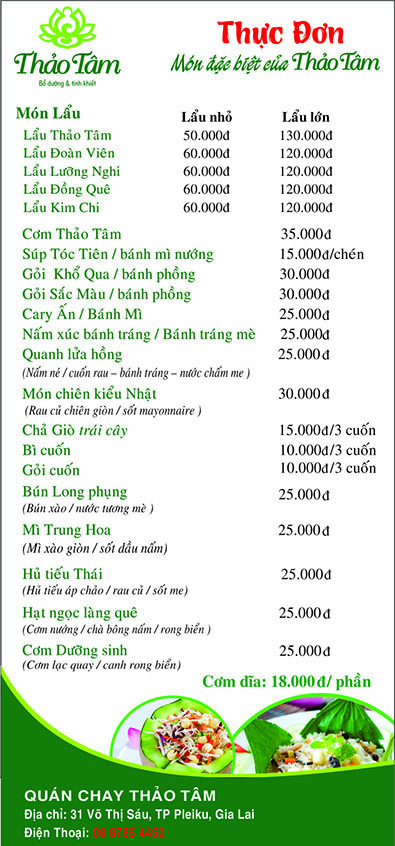 ThảoTâm
Bổ dưỡng & tinh khiết
Thực Đơn
Món đặc biệt của ThảoTâm
Món Lẩu Lẩu nhỏ Lẩu lớn
Lẩu Thảo Tâm 50.000đ 130.000đ
Lẩu Đoàn Viên 60.000đ 120.000đ
Lẩu Lưỡng Nghi 60.000đ 120.000đ
Lẩu Đồng Quê 60.000đ 120.000đ
Lẩu Kim Chi 60.000đ 120.000đ
Cơm Thảo Tâm 35.000đ
Súp Tóc Tiên / bánh mì nướng 15.000đ/chén
Gỏi Khổ Qua / bánh phồng 30.000đ
Gỏi Sắc Màu / bánh phồng 30.000đ
Cary Ấn / Bánh Mì 25.000đ
Nấm xúc bánh tráng / Bánh tráng mè 25.000đ
Quanh lửa hồng 25.000đ
(Nấm né / cuốn rau – bánh tráng – nước chấm me )
Món chiên kiểu Nhật 30.000đ
(Rau củ chiên giòn / sốt mayonnaire )
Chả Giò trái cây 15.000đ/3 cuốn
Bì cuốn 10.000đ/3 cuốn
Gỏi cuốn 10.000đ/3 cuốn
Bún Long phụng 25.000đ
(Bún xào / nước tương mè )
Mì Trung Hoa 25.000đ
(Mì xào giòn / sốt dầu nấm)
Hủ tiếu Thái 25.000đ
(Hủ tiếu áp chảo / rau củ / sốt me)
Hạt ngọc làng quê 25.000đ
(Cơm nướng / chà bông nấm / rong biển )
Cơm Dưỡng sinh 25.000đ
(Cơm lạc quay / canh rong biển)
Cơm dĩa: 18.000đ/ phần
QUÁN CHAY THẢO TÂM
Địa chỉ: 31 Võ Thị Sáu, TP Pleiku, Gia Lai
Điện Thoại: 09 8785 4452